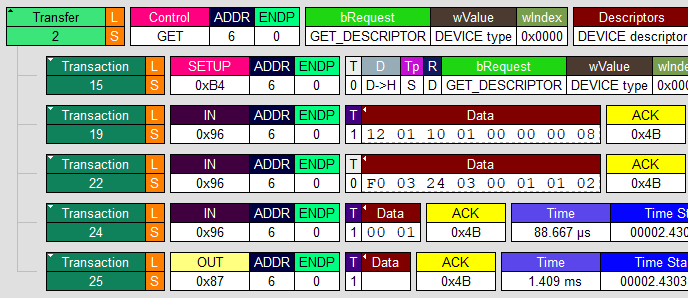 Transfer L Control ADDR ENDP bRequest wValue wIndex Descriptors
2 S GET 6 0 GET_DESCRIPTOR DEVICE type 0x0000 DEVICE descriptor
Transaction L SETUP ADDR ENDP T D Tp R bRequest wValue wIndex
15 S 0xB4 6 0 0 D->H S D GET_DESCRIPTOR DEVICE type 0x000
Transaction L IN ADDR ENDP T Data ACK
19 S 0x96 6 0 1 12 01 10 01 00 00 00 08 0x4B
Transaction L IN ADDR ENDP T Data ACK
22 S 0x96 6 0 0 F0 03 24 03 00 01 01 02 0x4B
Transaction L IN ADDR ENDP T Data ACK Time Time St
24 S 0x96 6 0 1 00 01 0x4B 88.667 µs 00002.430
Transaction L OUT ADDR ENDP T Data ACK Time Time Sta
25 S 0x87 6 0 1 0x4B 1.409 ms 00002.4303